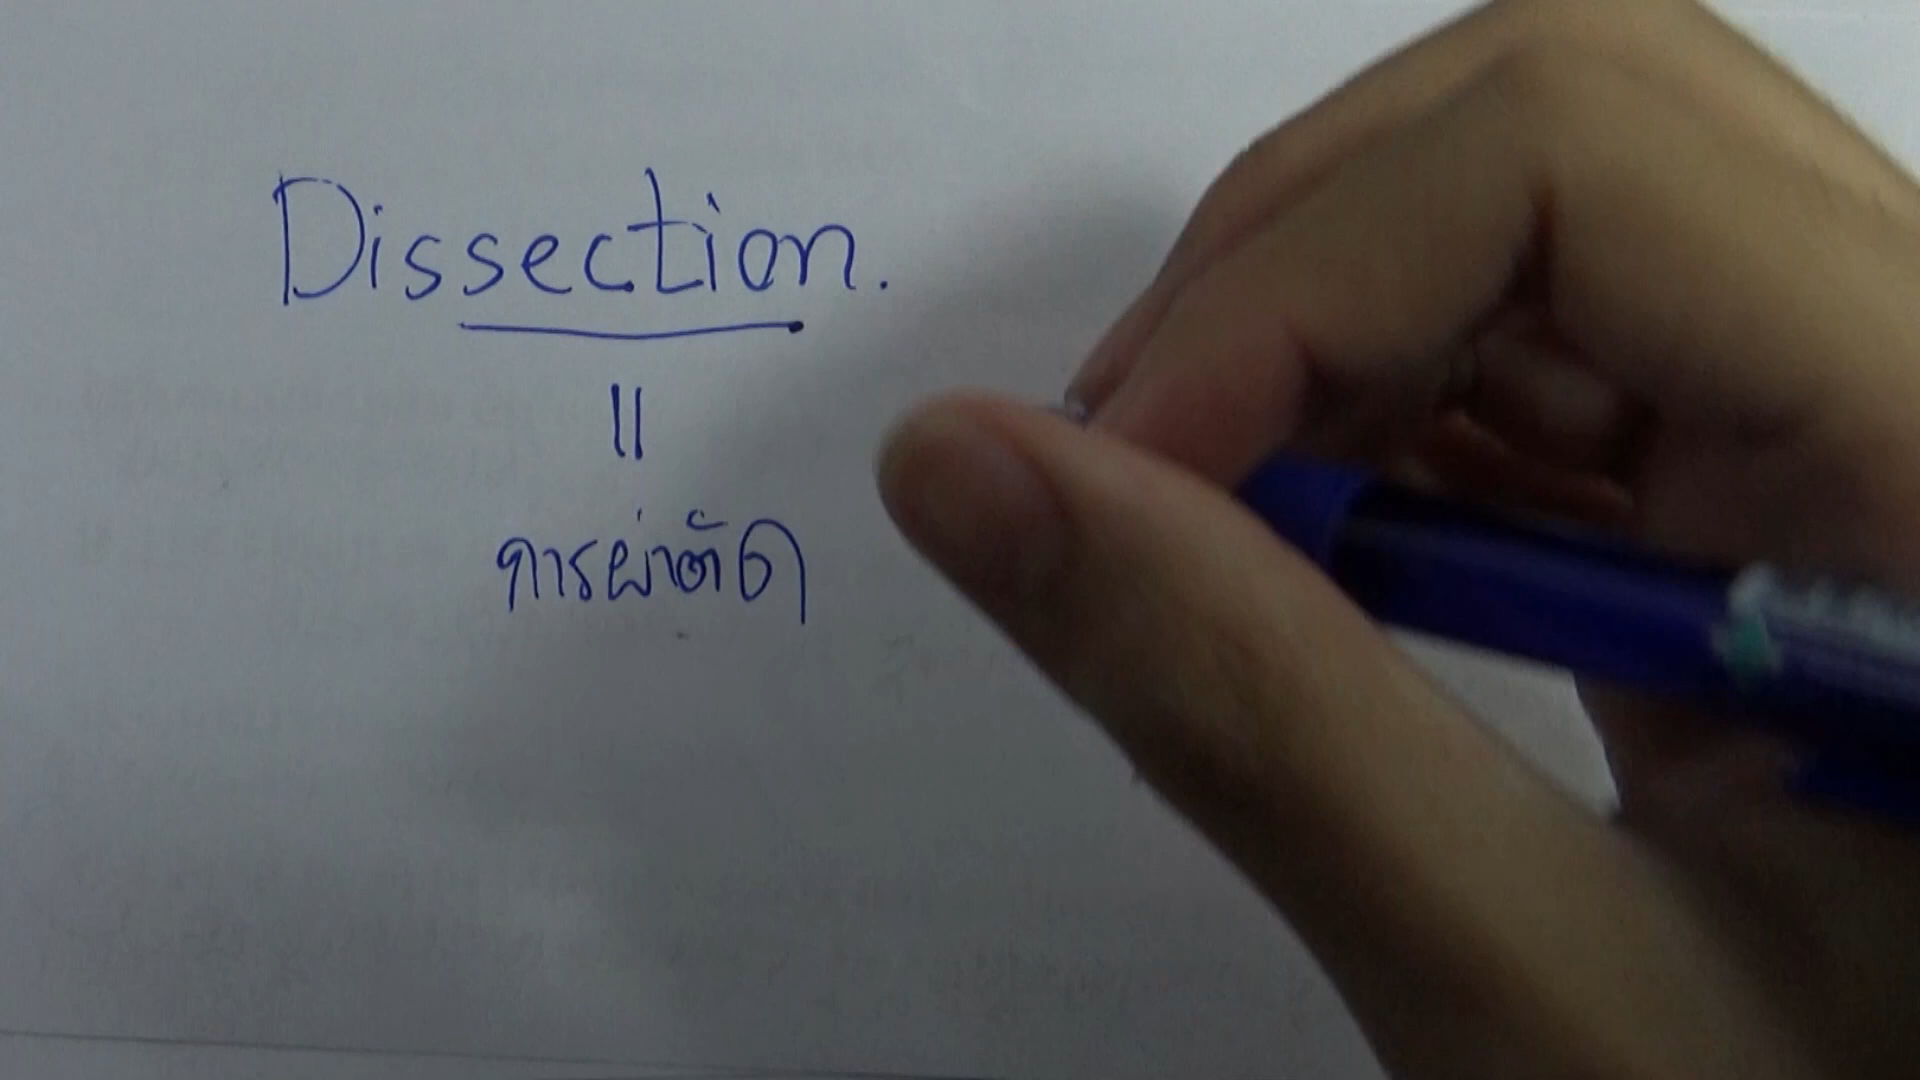 Dissection.
=
การผ่าตัด